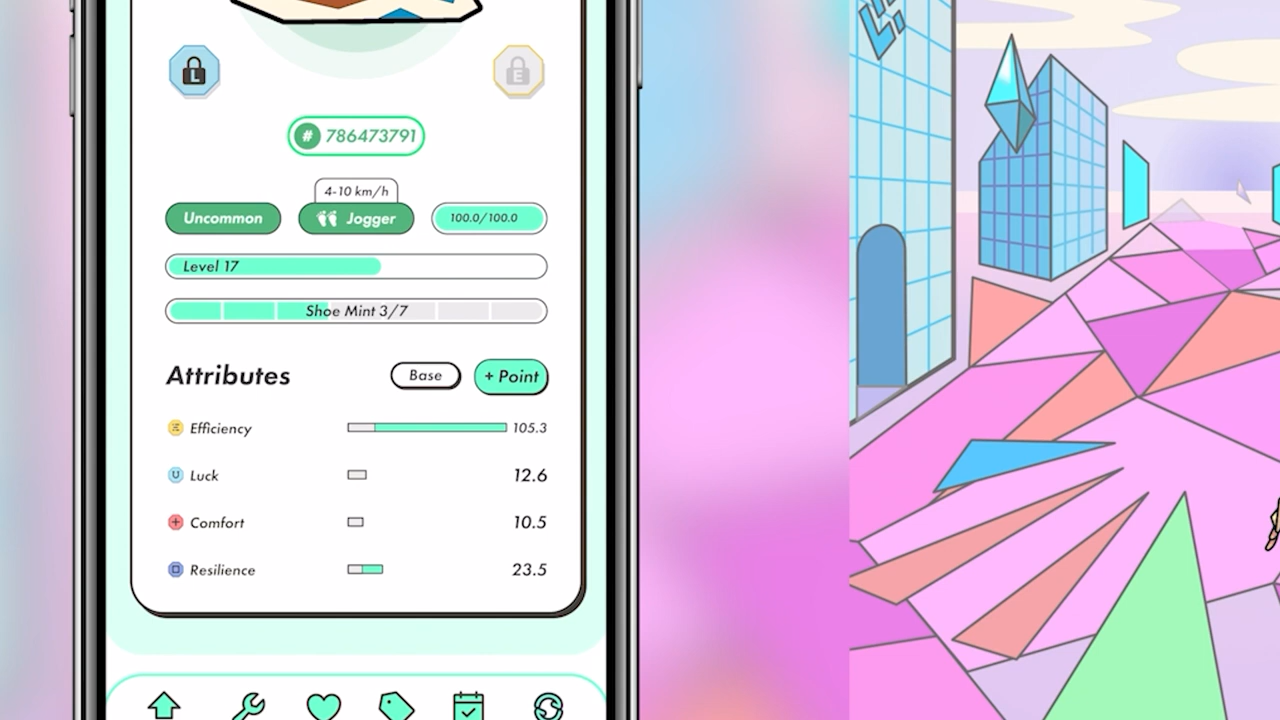 L
E
# 786473791
4-10 km/h
Uncommon
Jogger
100.0/100.0
Level 17
Shoe Mint 3/7
Attributes
Base
+ Point
Efficiency 105.3
Luck 12.6
Comfort 10.5
Resilience 23.5